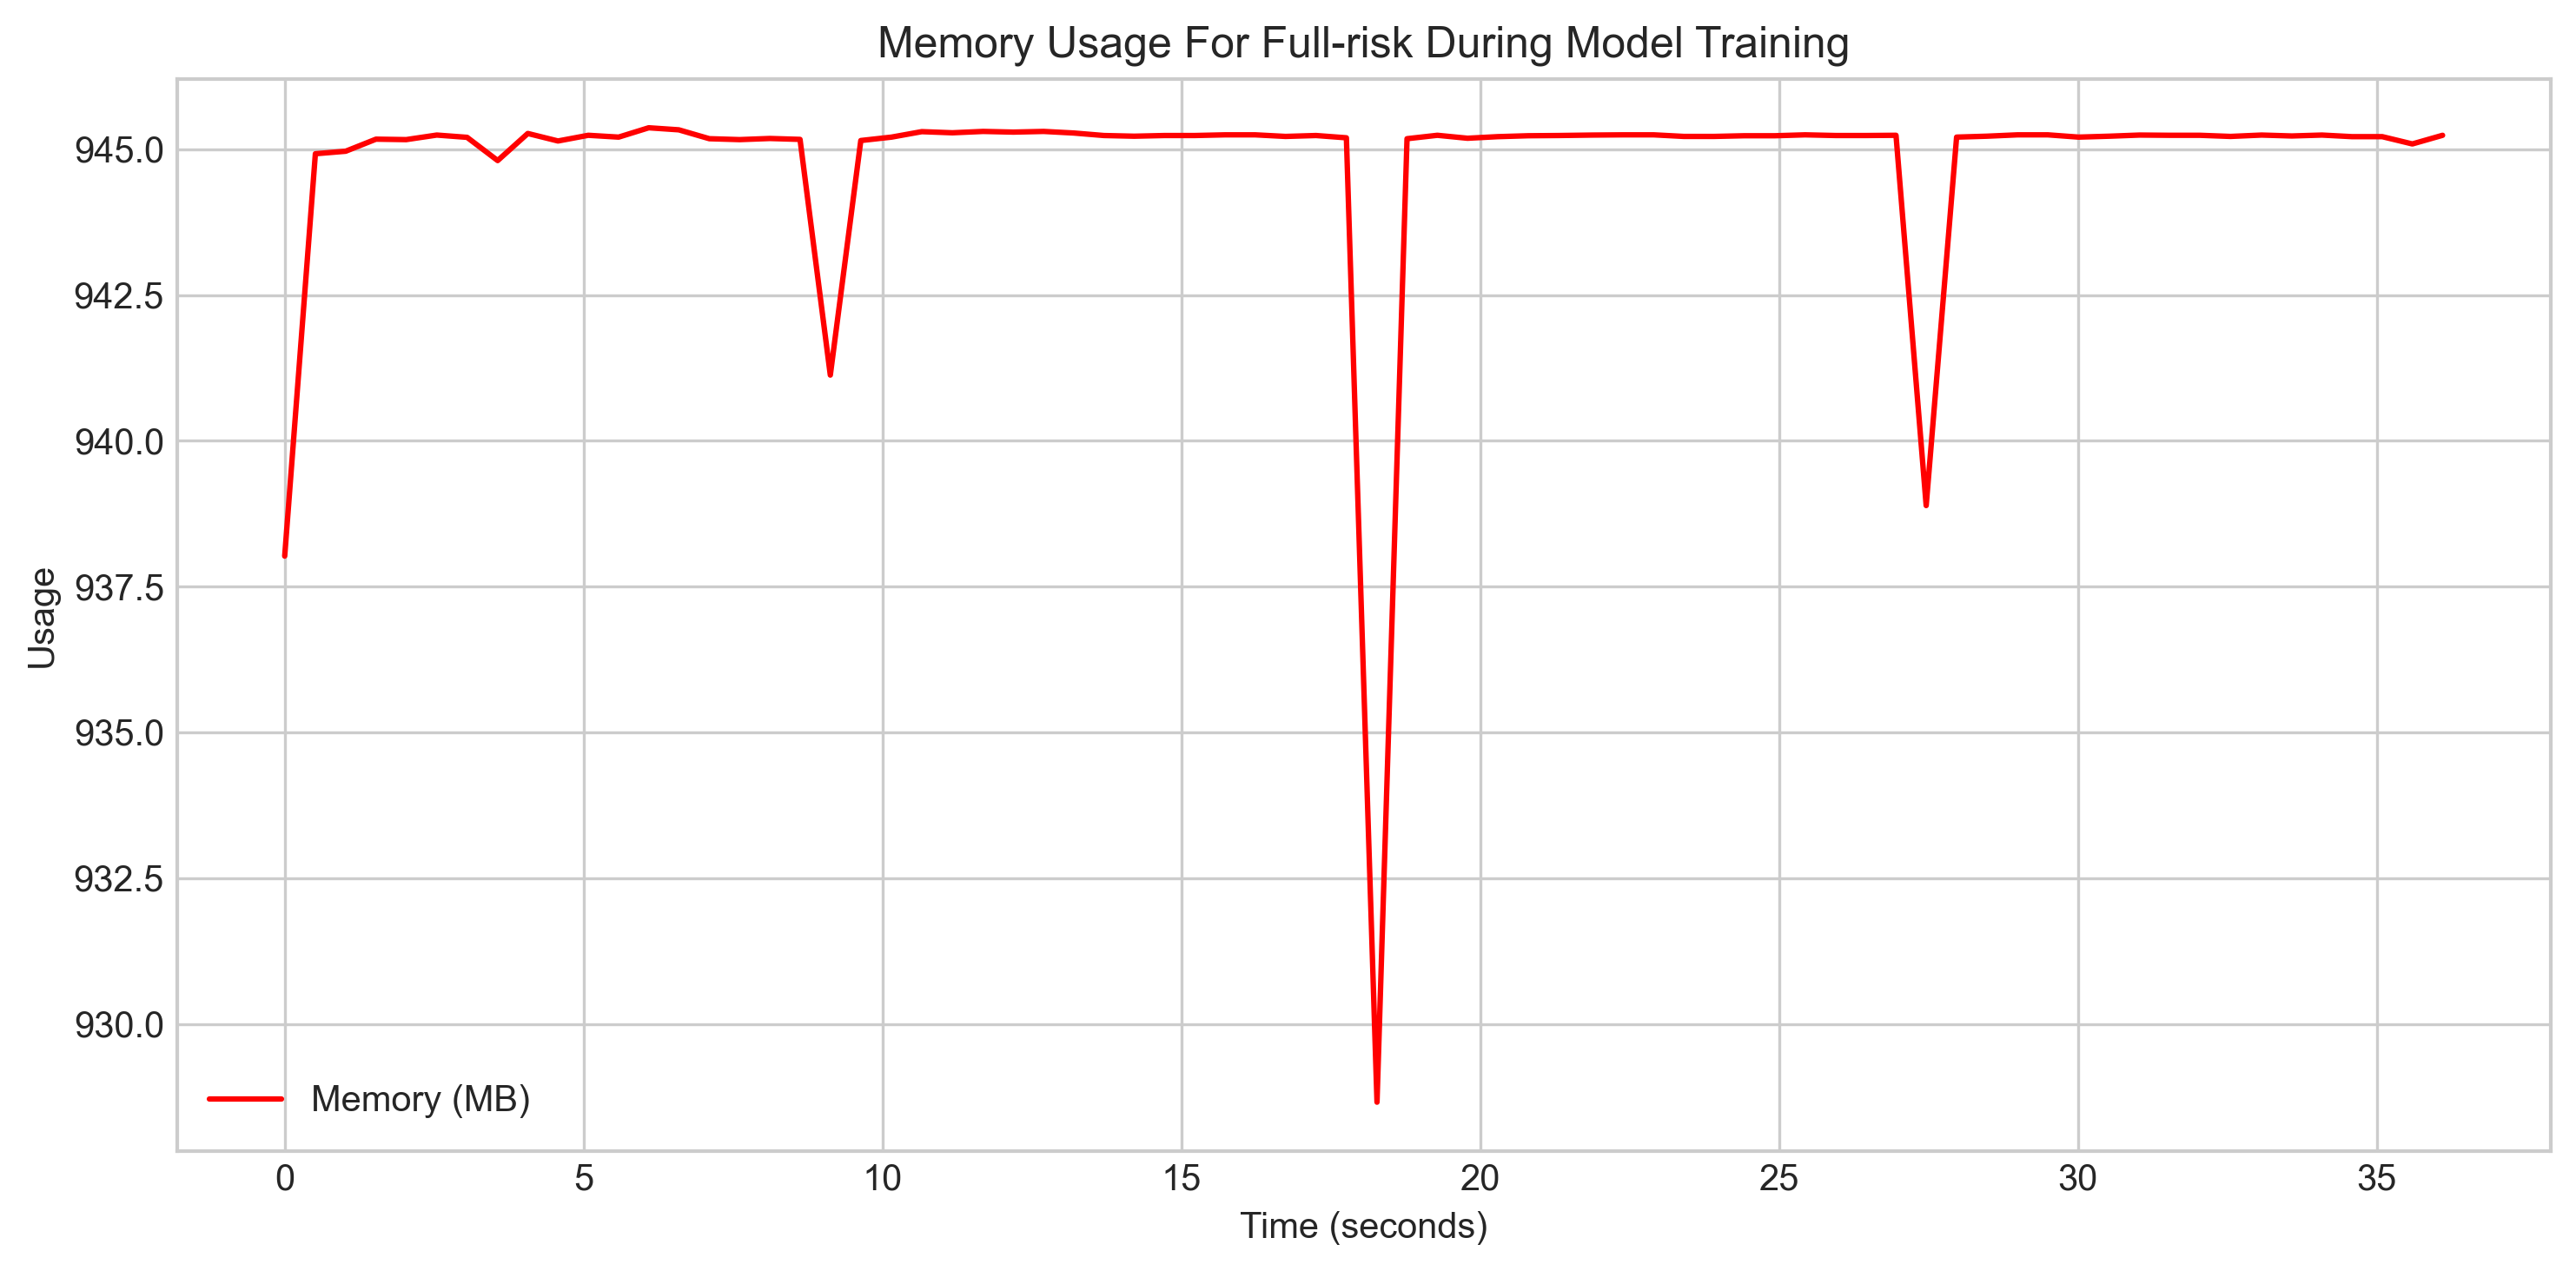 Memory Usage For Full-risk During Model Training
945.0
942.5
940.0
937.5
935.0
932.5
930.0
Usage
Memory (MB)
0 5 10 15 20 25 30 35
Time (seconds)